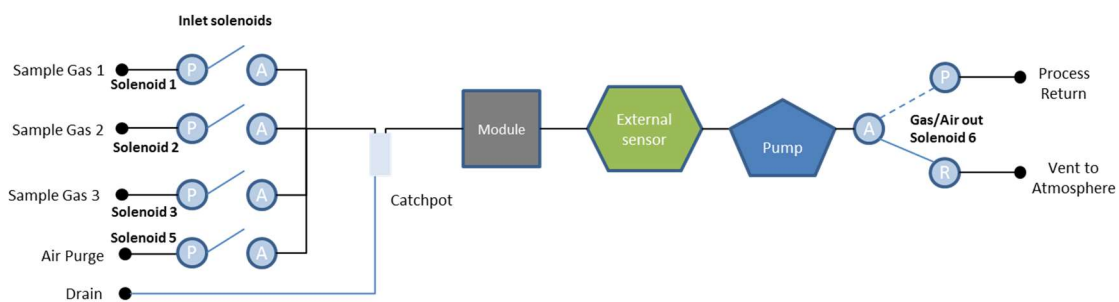 Inlet solenoids
Sample Gas 1
P
A
Solenoid 1
Sample Gas 2
P
A
Solenoid 2
Sample Gas 3
P
A
Solenoid 3
Solenoid 5
Air Purge
P
A
Drain
Catchpot
Module
External
sensor
Pump
A
P
Process
Return
Gas/Air out
Solenoid 6
R
Vent to
Atmosphere